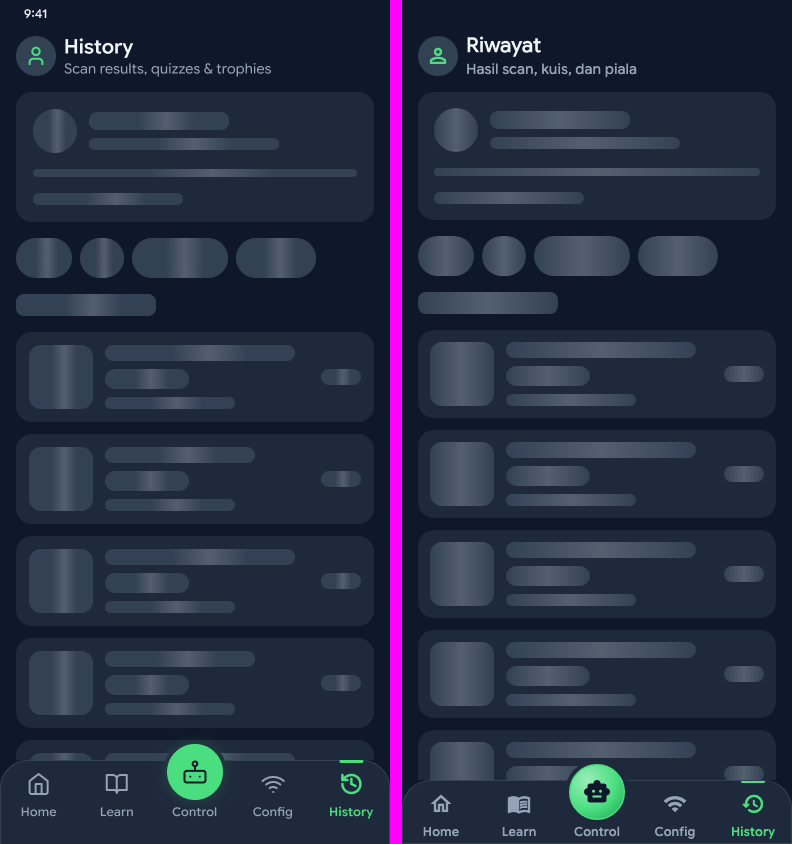 9:41
History
Scan results, quizzes & trophies
Home
Learn
Control
Config
History
Riwayat
Hasil scan, kuis, dan piala
Home
Learn
Control
Config
History